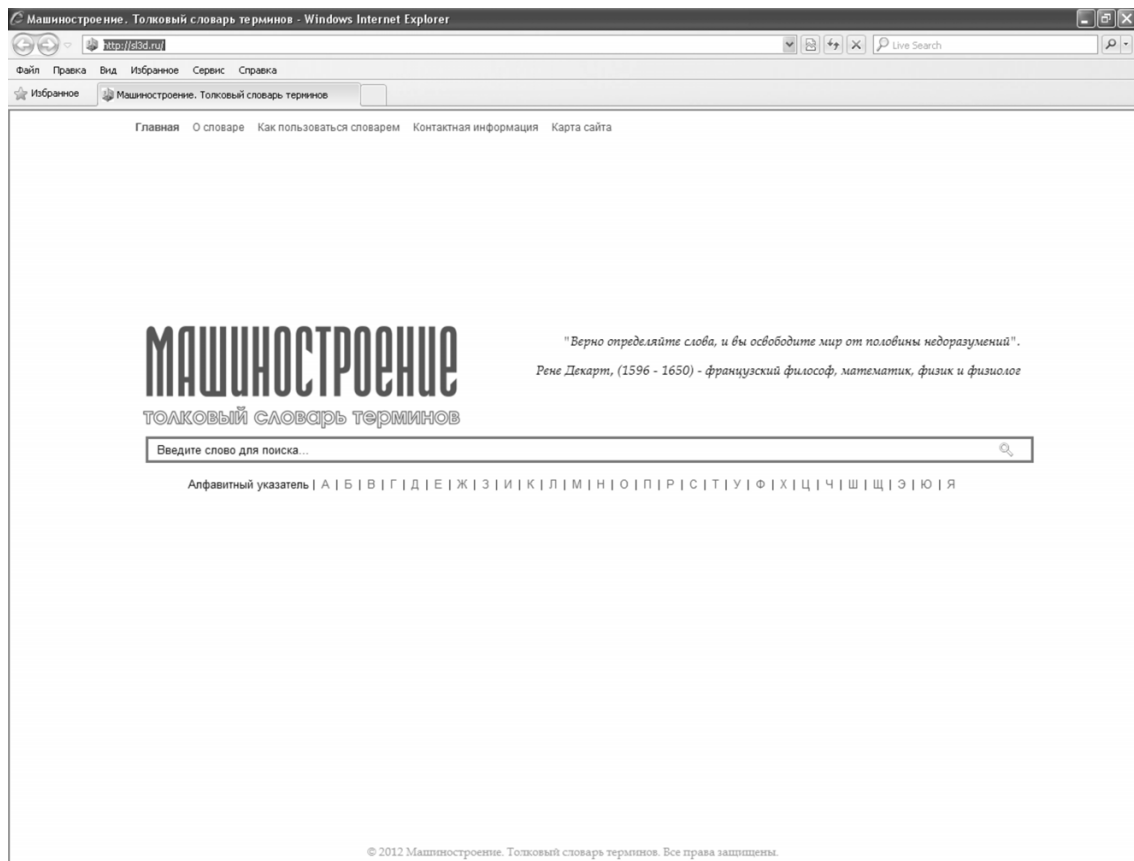 Машиностроение. Толковый словарь терминов - Windows Internet Explorer
http://sl3d.ru/
Live Search
Файл Правка Вид Избранное Сервис Справка
Избранное Машиностроение. Толковый словарь терминов
Главная О словаре Как пользоваться словарем Контактная информация Карта сайта
"Верно определяйте слова, и вы освободите мир от половины недоразумений".
Рене Декарт, (1596 - 1650) - французский философ, математик, физик и физиолог
машиностроение
толковый словарь терминов
Введите слово для поиска...
Алфавитный указатель | А | Б | В | Г | Д | Е | Ж | З | И | К | Л | М | Н | О | П | Р | С | Т | У | Ф | Х | Ц | Ч | Ш | Щ | Э | Ю | Я
© 2012 Машиностроение. Толковый словарь терминов. Все права защищены.